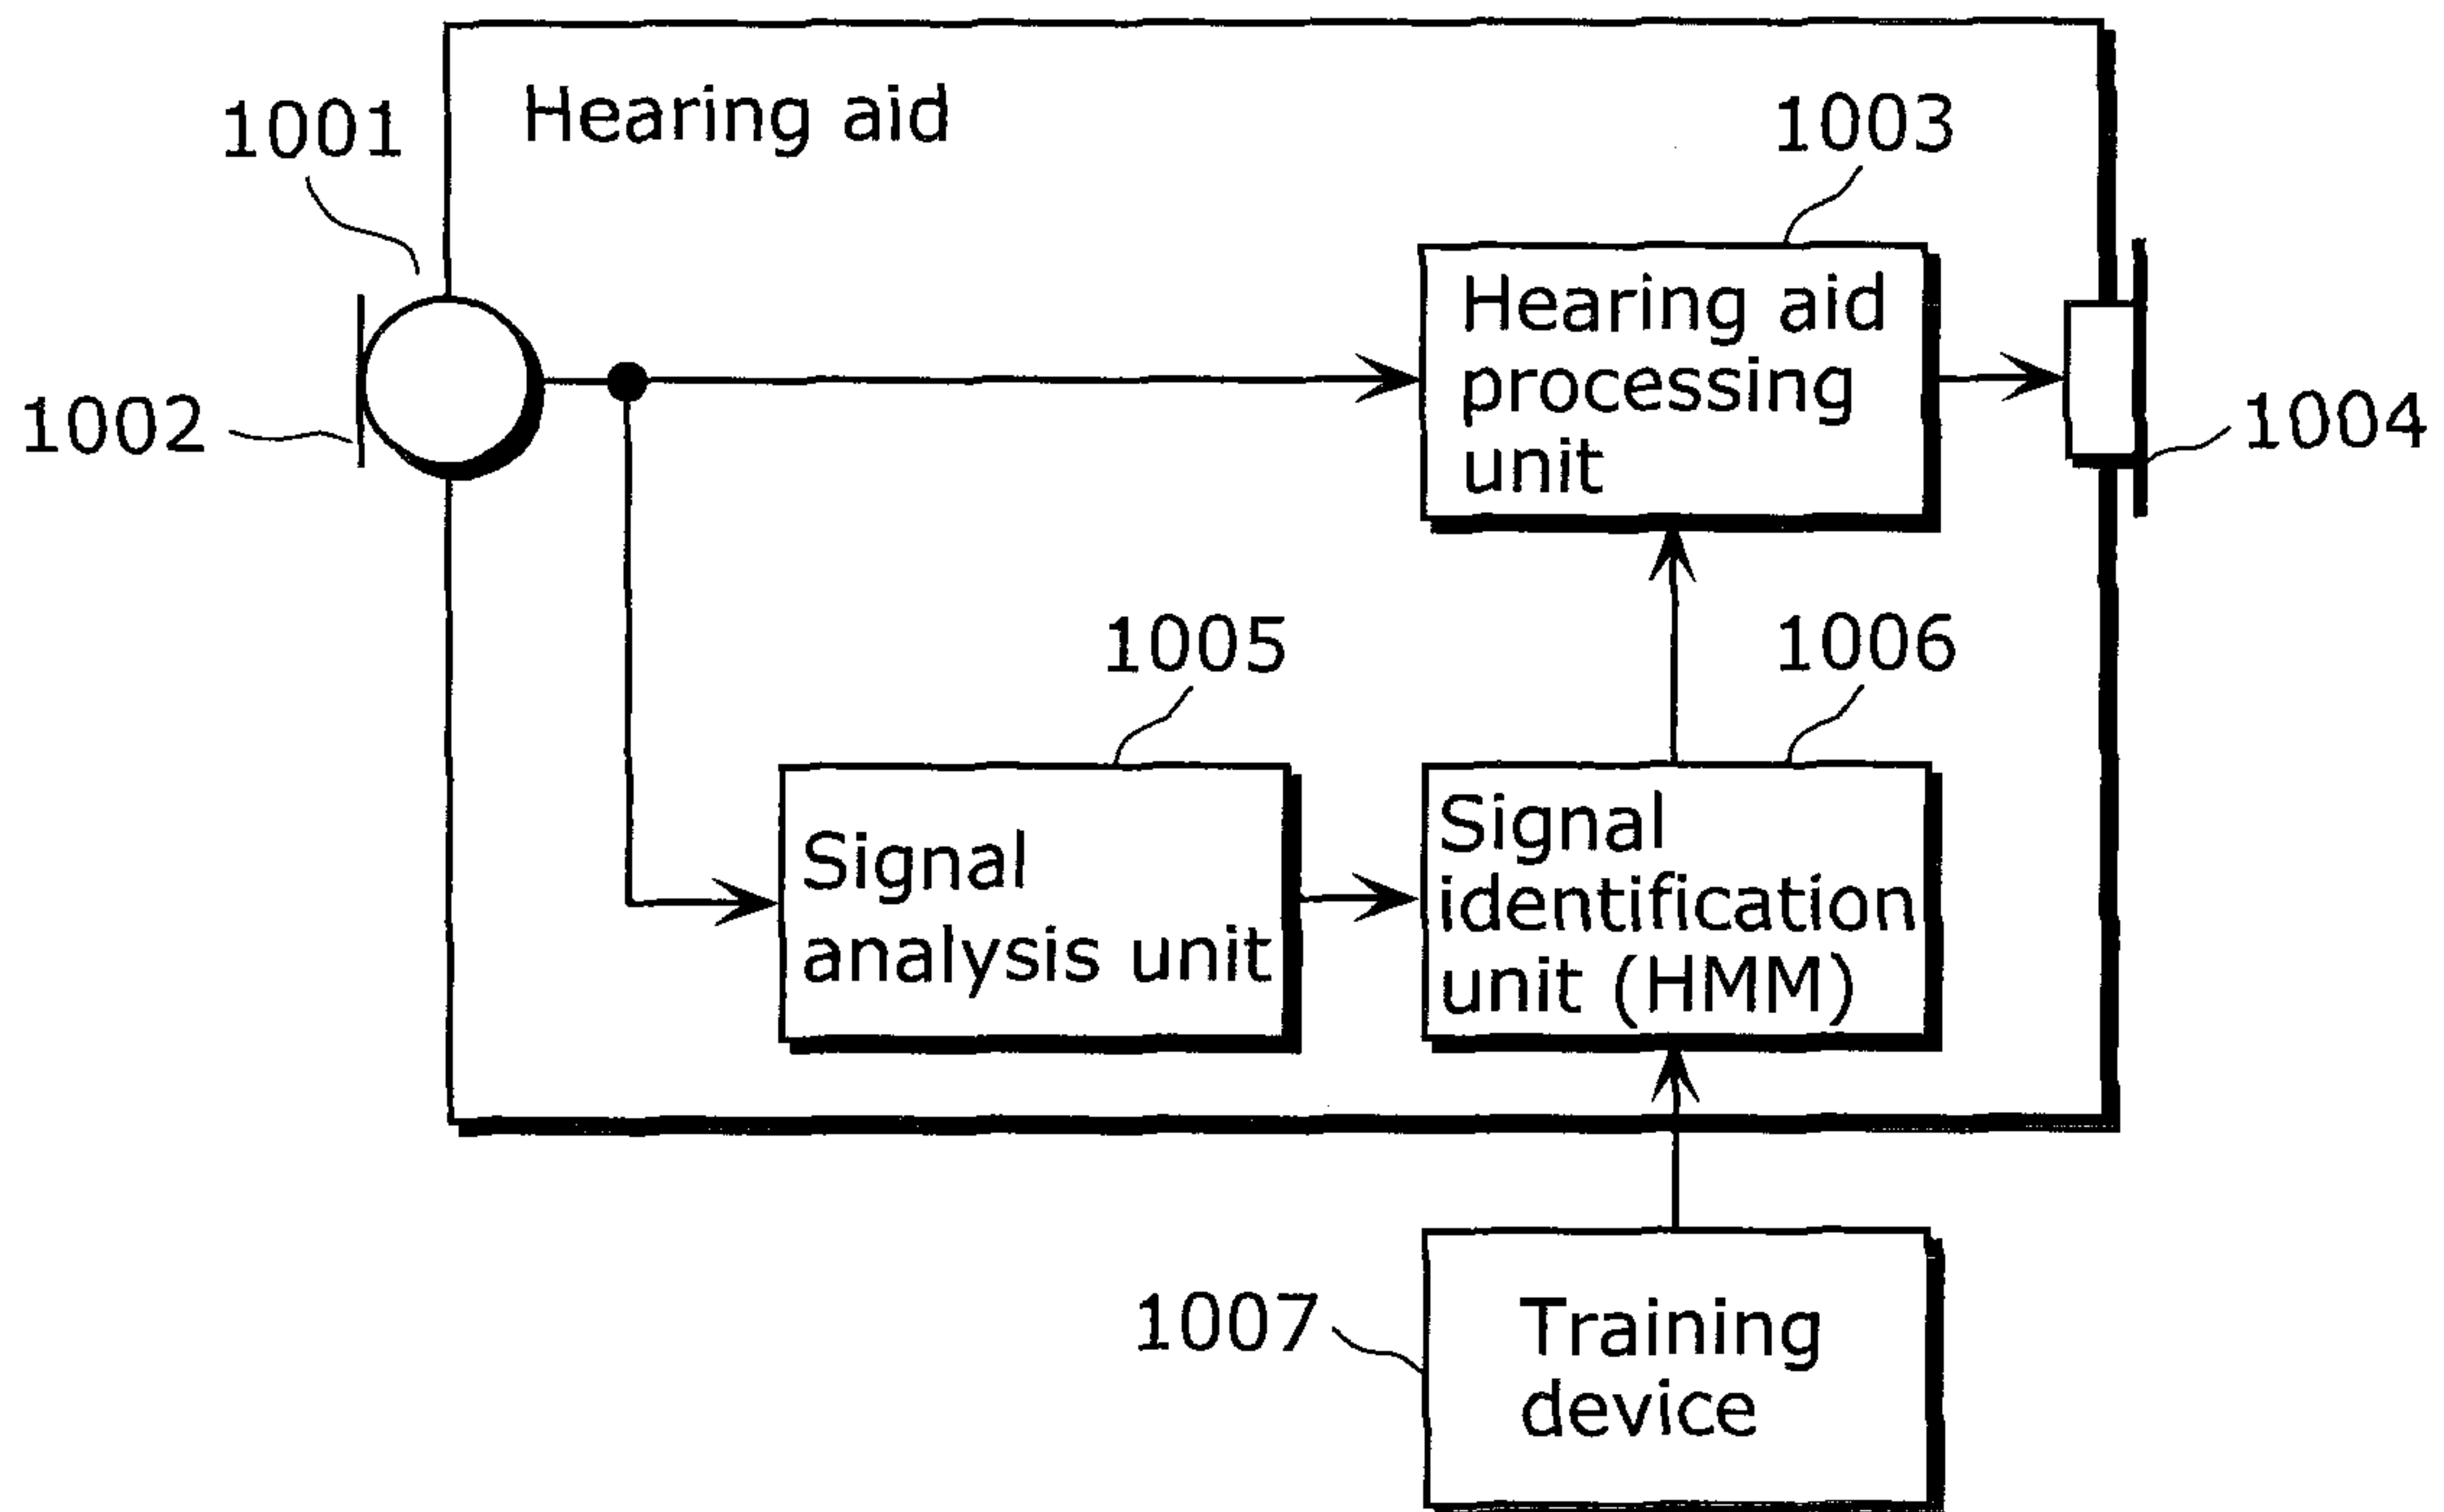 Hearing aid
1001
1003
Hearing aid
processing
unit
1002
1004
1005
1006
Signal
analysis unit
Signal
identification
unit (HMM)
1007
Training
device